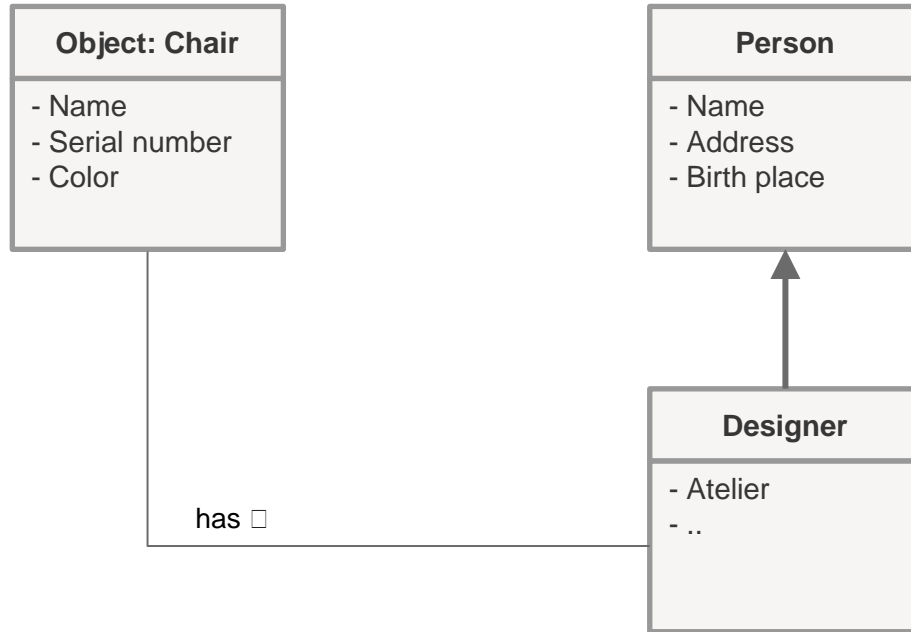 Object: Chair
- Name
- Serial number
- Color
Person
- Name
- Address
- Birth place
Designer
- Atelier
- ..
has □